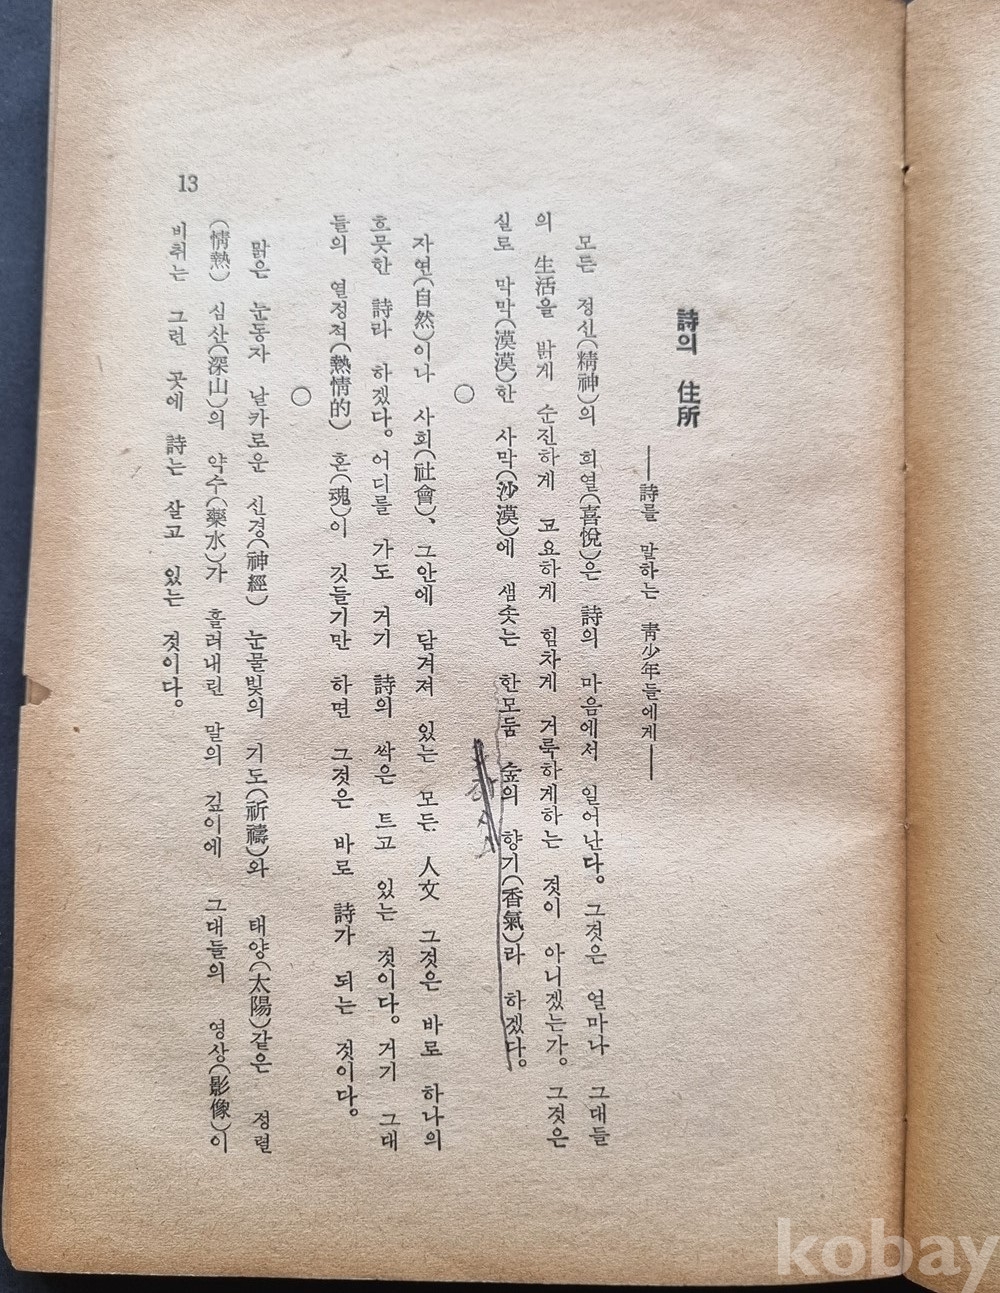 詩의 住所
──詩를 말하는 靑少年들에게──
모든 정신(精神)의 희열(喜悅)은 詩의 마음에서 일어난다. 그것은 얼마나 그대들
의 生活을 밝게 순진하게 고요하게 힘차게 거룩하게하는 것이 아니겠는가. 그것은
실로 막막(漠漠)한 사막(沙漠)에 샘솟는 한모둠 숲의 향기(香氣)라 하겠다.
○
자연(自然)이나 사회(社會)、그안에 담겨져 있는 모든 人文 그것은 바로 하나의
흐뭇한 詩라 하겠다. 어디를 가도 거기 詩의 싹은 트고 있는 것이다. 거기 그대
들의 열정적(熱情的) 혼(魂)이 깃들기만 하면 그것은 바로 詩가 되는 것이다.
○
맑은 눈동자 날카로운 신경(神經) 눈물빛의 기도(祈禱)와 태양(太陽)같은 정렬
(情熱) 심산(深山)의 약수(藥水)가 흘러내린 말의 깊이에 그대들의 영상(影像)이
비취는 그런 곳에 詩는 살고 있는 것이다.
13
kobay